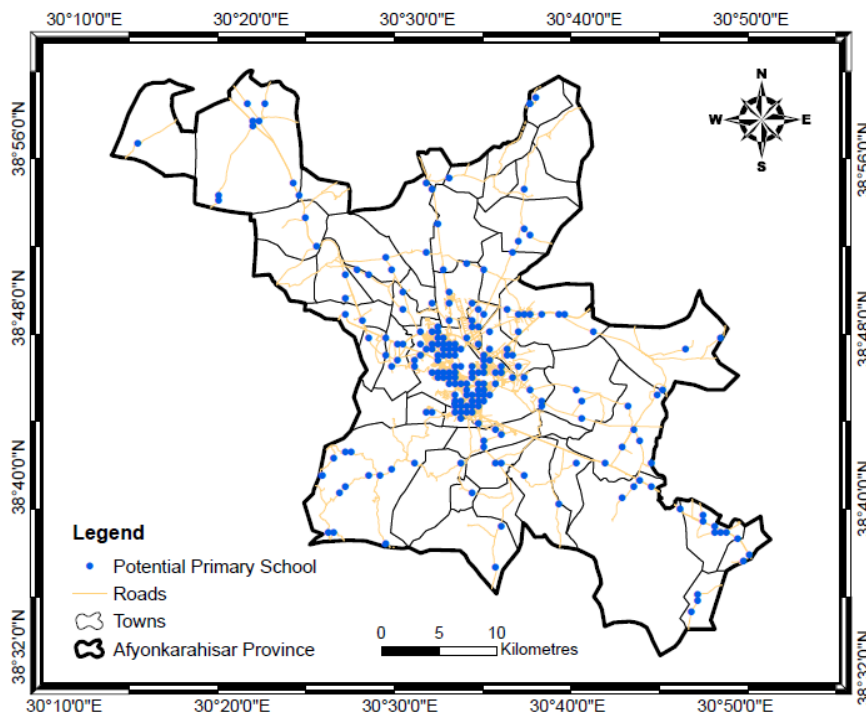 30°10'0"E 30°20'0"E 30°30'0"E 30°40'0"E 30°50'0"E
N
W E
S
38°56'0"N 38°56'0"N
38°48'0"N 38°48'0"N
38°40'0"N 38°40'0"N
38°32'0"N 38°32'0"N
Legend
Potential Primary School
Roads
Towns
Afyonkarahisar Province
0 5 10
Kilometres
30°10'0"E 30°20'0"E 30°30'0"E 30°40'0"E 30°50'0"E